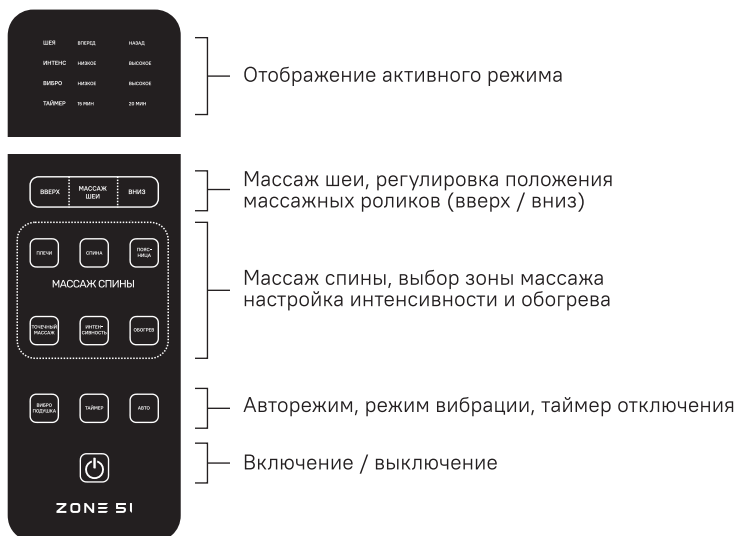 ШЕЯ ВПЕРЕД НАЗАД
ИНТЕНС НИЗКОЕ ВЫСОКОЕ
ВИБРО НИЗКОЕ ВЫСОКОЕ
ТАЙМЕР 15 МИН 20 МИН
Отображение активного режима
ВВЕРХ МАССАЖ ШЕИ ВНИЗ
Массаж шеи, регулировка положения
массажных роликов (вверх / вниз)
ПЛЕЧИ СПИНА ПОЯС-
НИЦА
МАССАЖ СПИНЫ
ТОЧЕЧНЫЙ
МАССАЖ
ИНТЕН-
СИВНОСТЬ
ОБОГРЕВ
Массаж спины, выбор зоны массажа
настройка интенсивности и обогрева
ВИБРО
ПОДУШКА
ТАЙМЕР
АВТО
Авторежим, режим вибрации, таймер отключения
Включение / выключение
ZONE 51